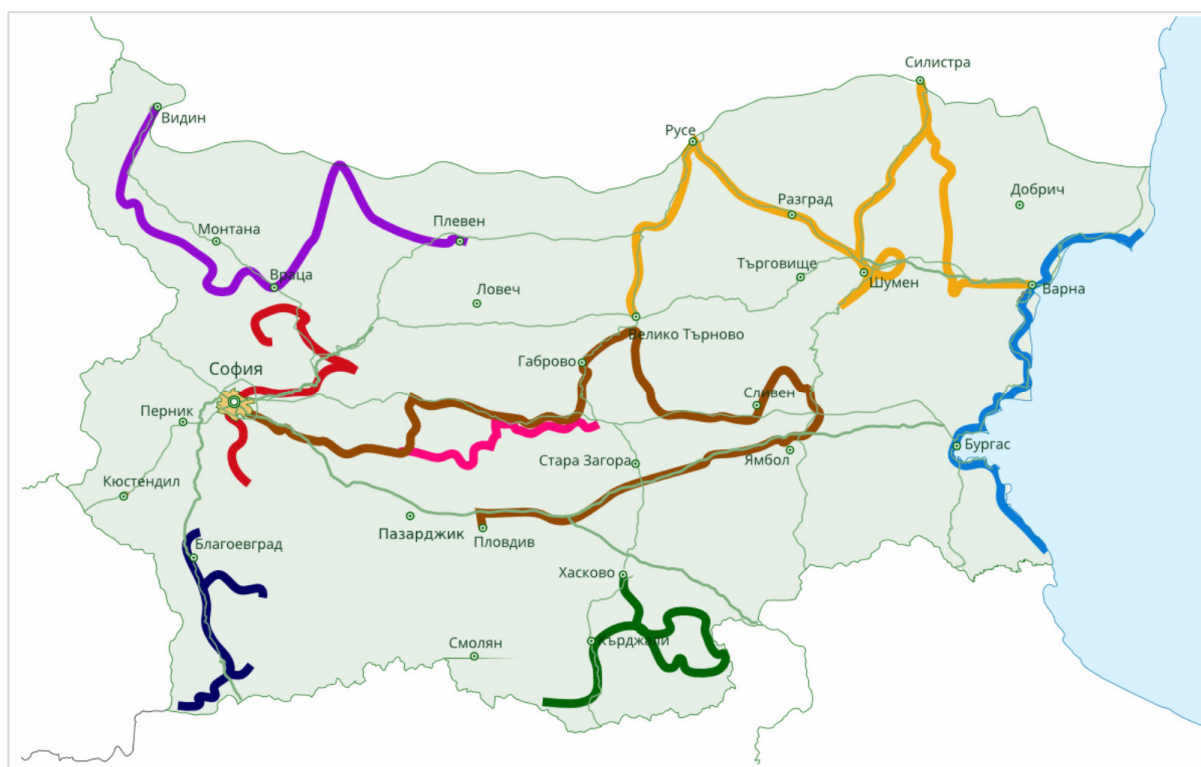 Силистра
Видин
Русе
Добрич
Разград
Плевен
Монтана
Търговище
Враца
Шумен
Варна
Ловеч
Велико Търново
Габрово
София
Сливен
Перник
Бургас
Стара Загора
Ямбол
Кюстендил
Пазарджик
Пловдив
Благоевград
Хасково
Кърджали
Смолян